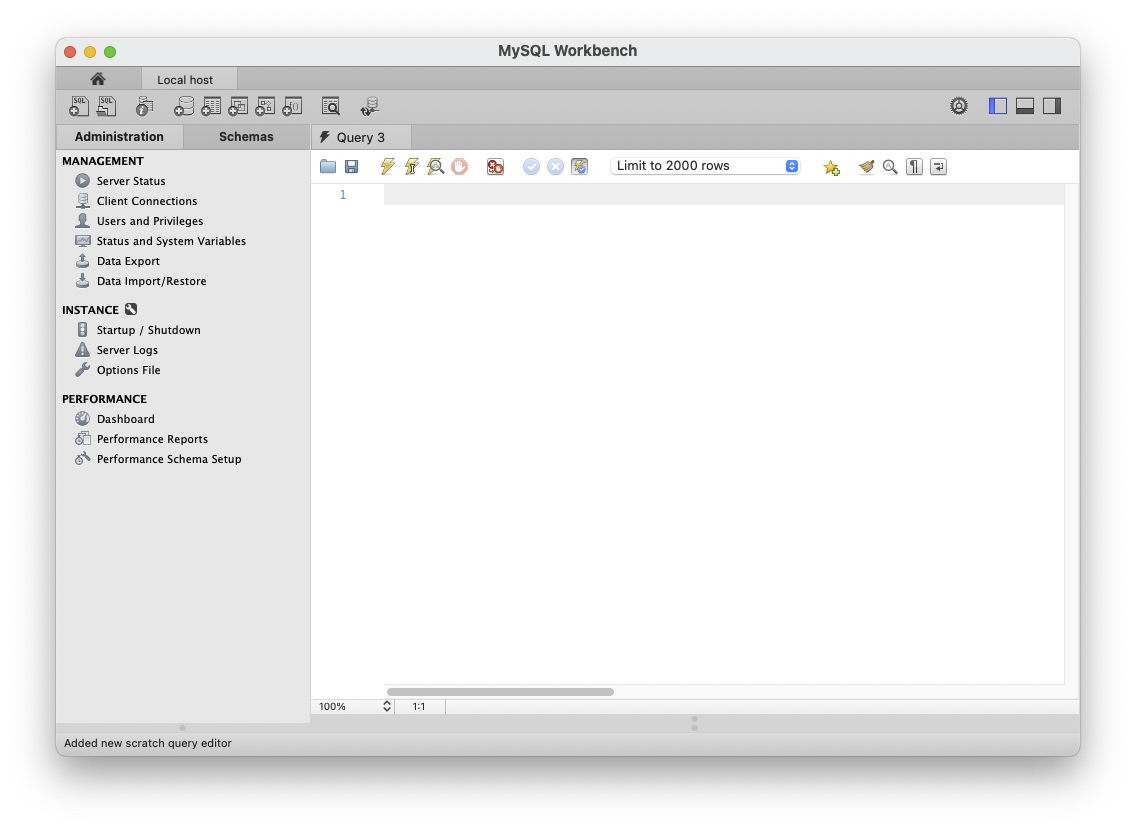 MySQL Workbench
Local host
SQL SQL
Administration Schemas Query 3
MANAGEMENT
Server Status
Client Connections
Users and Privileges
Status and System Variables
Data Export
Data Import/Restore
INSTANCE
Startup / Shutdown
Server Logs
Options File
PERFORMANCE
Dashboard
Performance Reports
Performance Schema Setup
Limit to 2000 rows
1
100% 1:1
Added new scratch query editor